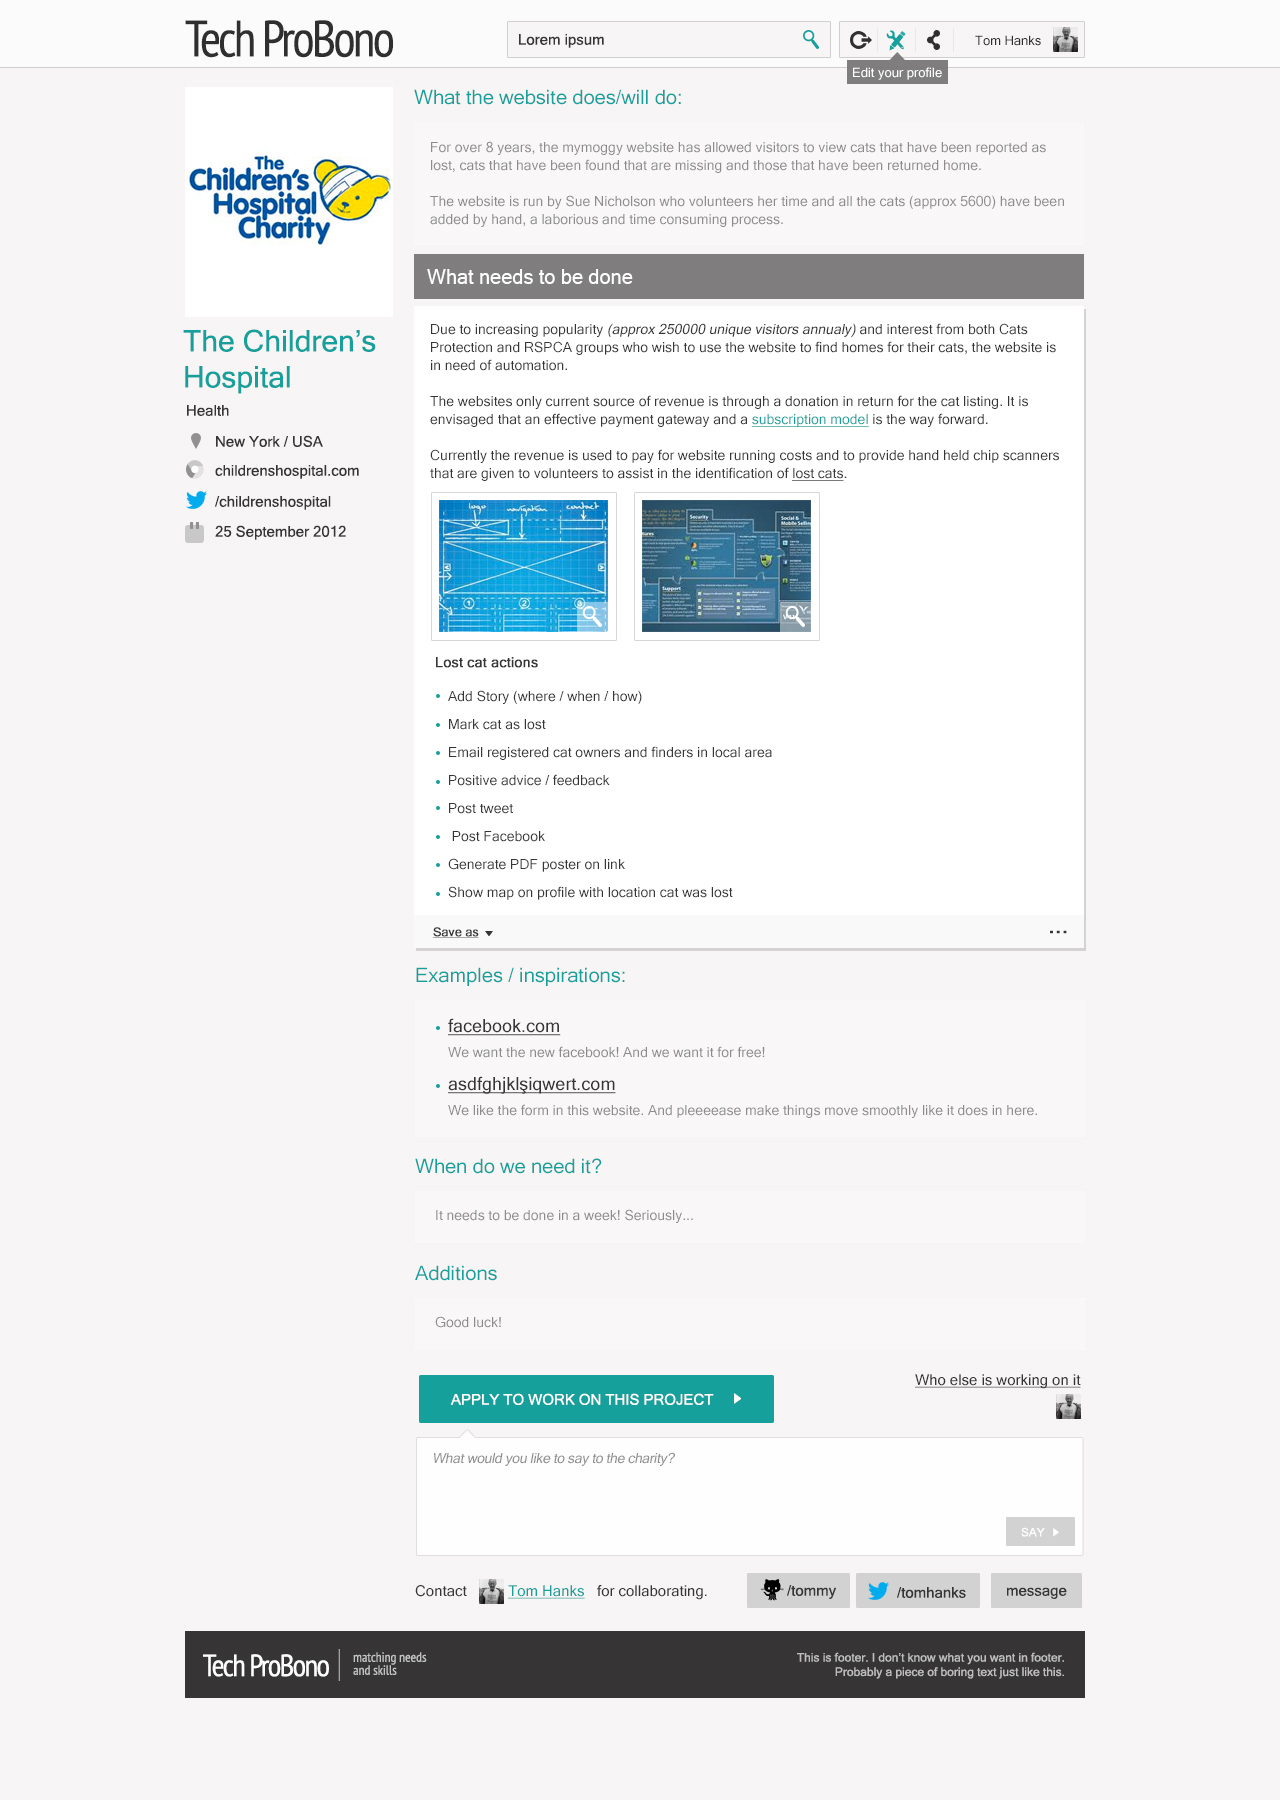 Tech ProBono
Lorem ipsum
Tom Hanks
Edit your profile
The
Children's
Hospital
Charity
The Children's
Hospital
Health
New York / USA
childrenshospital.com
/childrenshospital
25 September 2012
What the website does/will do:
For over 8 years, the mymoggy website has allowed visitors to view cats that have been reported as
lost, cats that have been found that are missing and those that have been returned home.
The website is run by Sue Nicholson who volunteers her time and all the cats (approx 5600) have been
added by hand, a laborious and time consuming process.
What needs to be done
Due to increasing popularity (approx 250000 unique visitors annualy) and interest from both Cats
Protection and RSPCA groups who wish to use the website to find homes for their cats, the website is
in need of automation.
The websites only current source of revenue is through a donation in return for the cat listing. It is
envisaged that an effective payment gateway and a subscription model is the way forward.
Currently the revenue is used to pay for website running costs and to provide hand held chip scanners
that are given to volunteers to assist in the identification of lost cats.
logo navigation contact
1 2 3
Security
Social &
Mobile
Support
Lost cat actions
• Add Story (where / when / how)
• Mark cat as lost
• Email registered cat owners and finders in local area
• Positive advice / feedback
• Post tweet
• Post Facebook
• Generate PDF poster on link
• Show map on profile with location cat was lost
Save as
Examples / inspirations:
• facebook.com
We want the new facebook! And we want it for free!
• asdfghjklşiqwert.com
We like the form in this website. And pleeeease make things move smoothly like it does in here.
When do we need it?
It needs to be done in a week! Seriously...
Additions
Good luck!
APPLY TO WORK ON THIS PROJECT
Who else is working on it
What would you like to say to the charity?
SAY
Contact Tom Hanks for collaborating.
/tommy
/tomhanks
message
Tech ProBono
matching needs
and skills
This is footer. I don't know what you want in footer.
Probably a piece of boring text just like this.